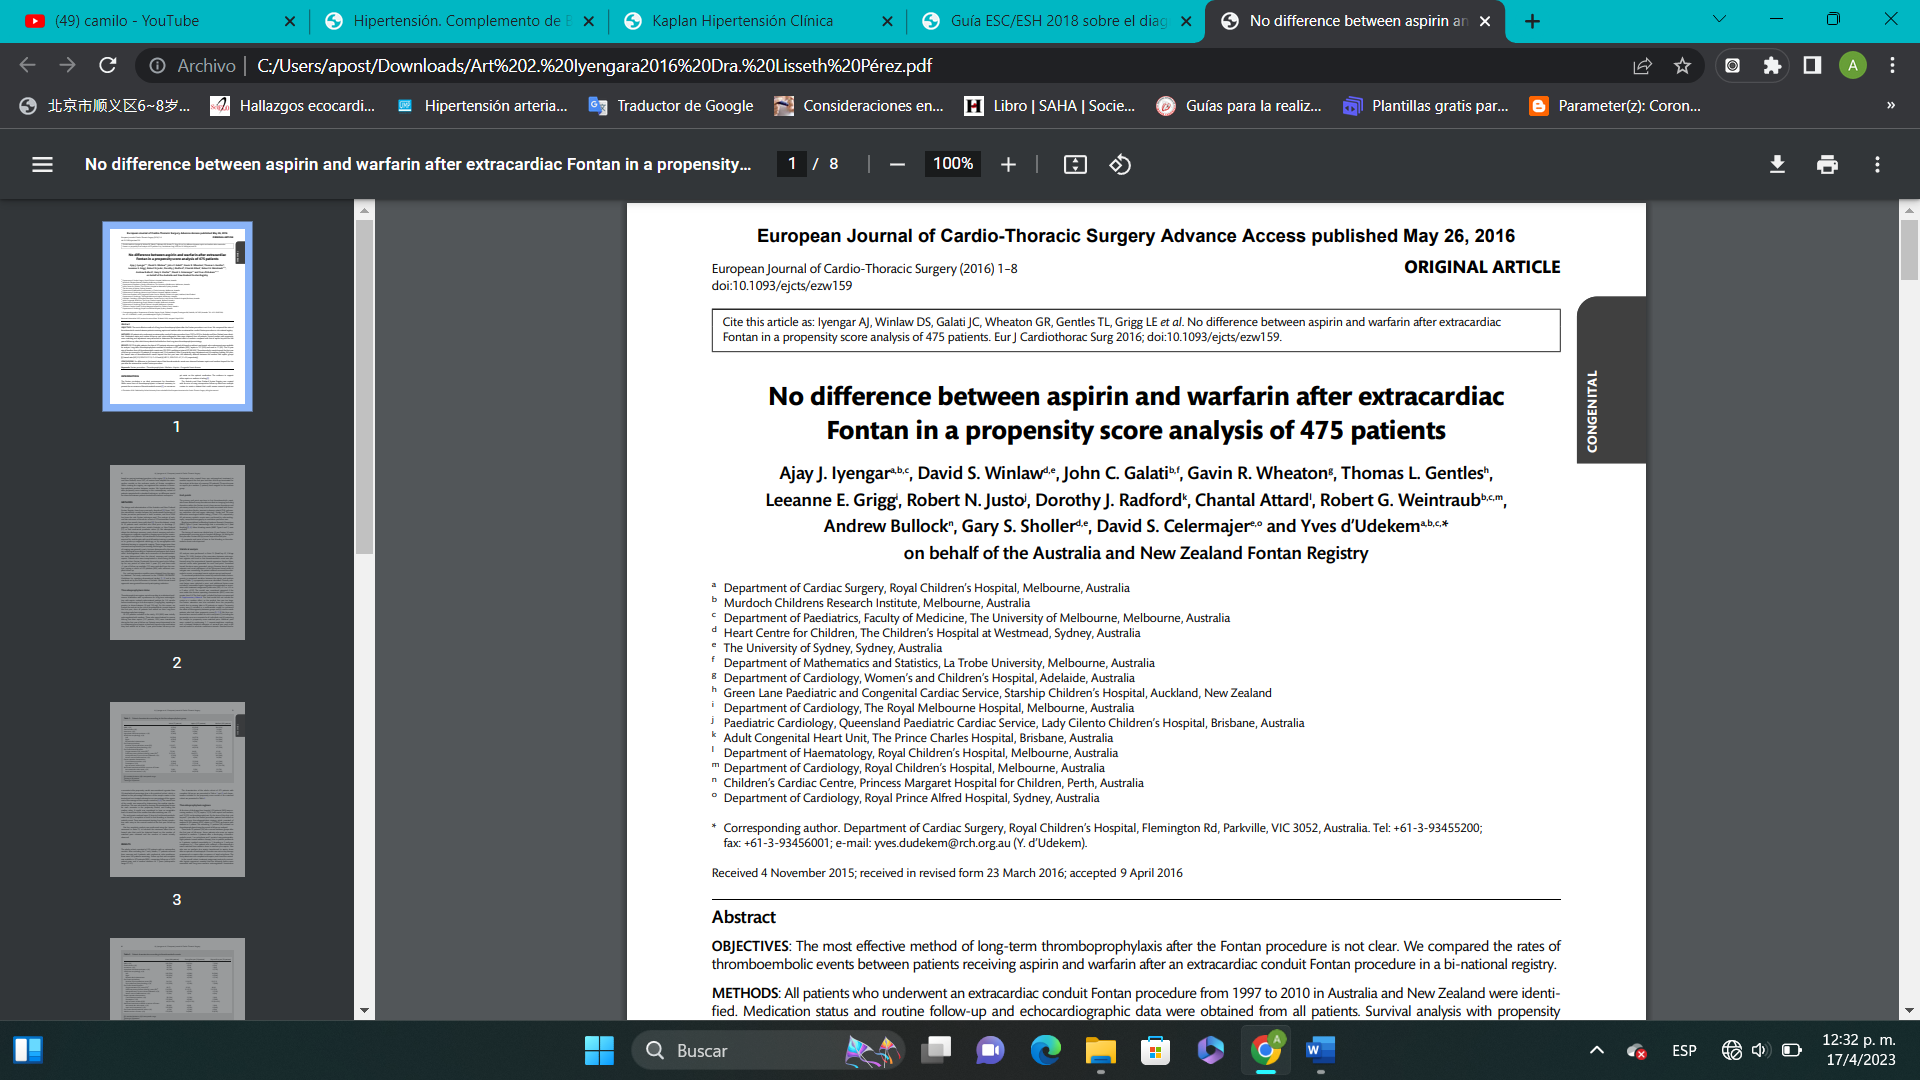 (49) camilo - YouTube
Hipertensión. Complemento de B
Kaplan Hipertensión Clínica
Guía ESC/ESH 2018 sobre el diag
No difference between aspirin an
Archivo
C:/Users/apost/Downloads/Art%202.%20Iyengara2016%20Dra.%20Lisseth%20Pérez.pdf
A
北京市顺义区6~8岁...
Hallazgos ecocardi...
Hipertensión arteria...
Traductor de Google
Consideraciones en...
Libro | SAHA | Socie...
Guías para la realiz...
Plantillas gratis par...
Parameter(z): Coron...
»
No difference between aspirin and warfarin after extracardiac Fontan in a propensity...
1 / 8
100%
1
2
3
European Journal of Cardio-Thoracic Surgery Advance Access published May 26, 2016
European Journal of Cardio-Thoracic Surgery (2016) 1–8
ORIGINAL ARTICLE
doi:10.1093/ejcts/ezw159
Cite this article as: Iyengar AJ, Winlaw DS, Galati JC, Wheaton GR, Gentles TL, Grigg LE et al. No difference between aspirin and warfarin after extracardiac
Fontan in a propensity score analysis of 475 patients. Eur J Cardiothorac Surg 2016; doi:10.1093/ejcts/ezw159.
CONGENITAL
No difference between aspirin and warfarin after extracardiac
Fontan in a propensity score analysis of 475 patients
Ajay J. Iyengar a,b,c, David S. Winlaw d,e, John C. Galati b,f, Gavin R. Wheaton g, Thomas L. Gentles h,
Leeanne E. Grigg i, Robert N. Justo j, Dorothy J. Radford k, Chantal Attard l, Robert G. Weintraub b,c,m,
Andrew Bullock n, Gary S. Sholler d,e, David S. Celermajer e,o and Yves d’Udekem a,b,c,*
on behalf of the Australia and New Zealand Fontan Registry
a Department of Cardiac Surgery, Royal Children’s Hospital, Melbourne, Australia
b Murdoch Childrens Research Institute, Melbourne, Australia
c Department of Paediatrics, Faculty of Medicine, The University of Melbourne, Melbourne, Australia
d Heart Centre for Children, The Children’s Hospital at Westmead, Sydney, Australia
e The University of Sydney, Sydney, Australia
f Department of Mathematics and Statistics, La Trobe University, Melbourne, Australia
g Department of Cardiology, Women’s and Children’s Hospital, Adelaide, Australia
h Green Lane Paediatric and Congenital Cardiac Service, Starship Children’s Hospital, Auckland, New Zealand
i Department of Cardiology, The Royal Melbourne Hospital, Melbourne, Australia
j Paediatric Cardiology, Queensland Paediatric Cardiac Service, Lady Cilento Children’s Hospital, Brisbane, Australia
k Adult Congenital Heart Unit, The Prince Charles Hospital, Brisbane, Australia
l Department of Haematology, Royal Children’s Hospital, Melbourne, Australia
m Department of Cardiology, Royal Children’s Hospital, Melbourne, Australia
n Children’s Cardiac Centre, Princess Margaret Hospital for Children, Perth, Australia
o Department of Cardiology, Royal Prince Alfred Hospital, Sydney, Australia
* Corresponding author. Department of Cardiac Surgery, Royal Children’s Hospital, Flemington Rd, Parkville, VIC 3052, Australia. Tel: +61-3-93455200;
fax: +61-3-93456001; e-mail: yves.dudekem@rch.org.au (Y. d’Udekem).
Received 4 November 2015; received in revised form 23 March 2016; accepted 9 April 2016
Abstract
OBJECTIVES: The most effective method of long-term thromboprophylaxis after the Fontan procedure is not clear. We compared the rates of
thromboembolic events between patients receiving aspirin and warfarin after an extracardiac conduit Fontan procedure in a bi-national registry.
METHODS: All patients who underwent an extracardiac conduit Fontan procedure from 1997 to 2010 in Australia and New Zealand were identi-
fied. Medication status and routine follow-up and echocardiographic data were obtained from all patients. Survival analysis with propensity
Buscar
ESP
12:32 p. m.
17/4/2023